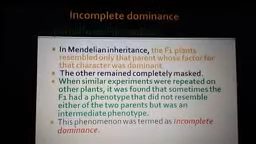 Incomplete dominance
In Mendelian inheritance, the F1 plants
resembled only that parent whose factor for
that character was dominant
The other remained completely masked.
When similar experiments were repeated on
other plants, it was found that sometimes the
F1 had a phenotype that did not resemble
either of the two parents but was an
intermediate phenotype.
This phenomenon was termed as Incomplete
dominance.